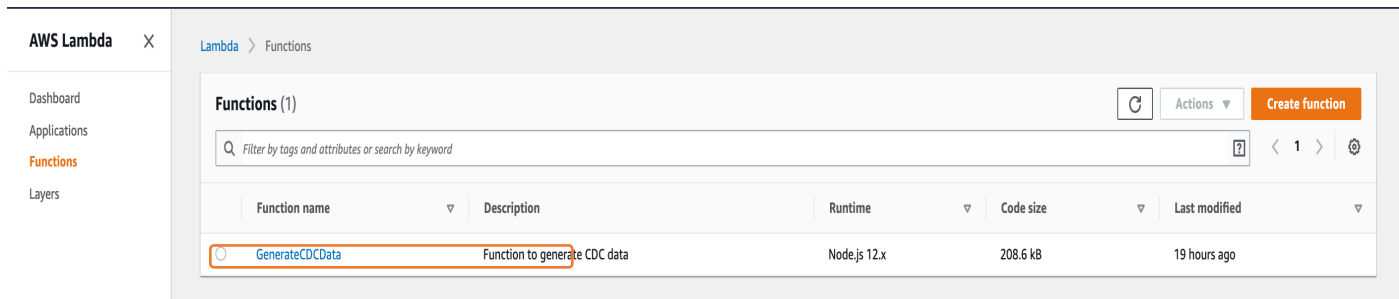 AWS Lambda X
Lambda > Functions
Dashboard
Applications
Functions
Layers
Functions (1)
Actions ▼
Create function
Filter by tags and attributes or search by keyword
?
< 1 >
Function name
Description
Runtime
Code size
Last modified
GenerateCDCData
Function to generate CDC data
Node.js 12.x
208.6 kB
19 hours ago